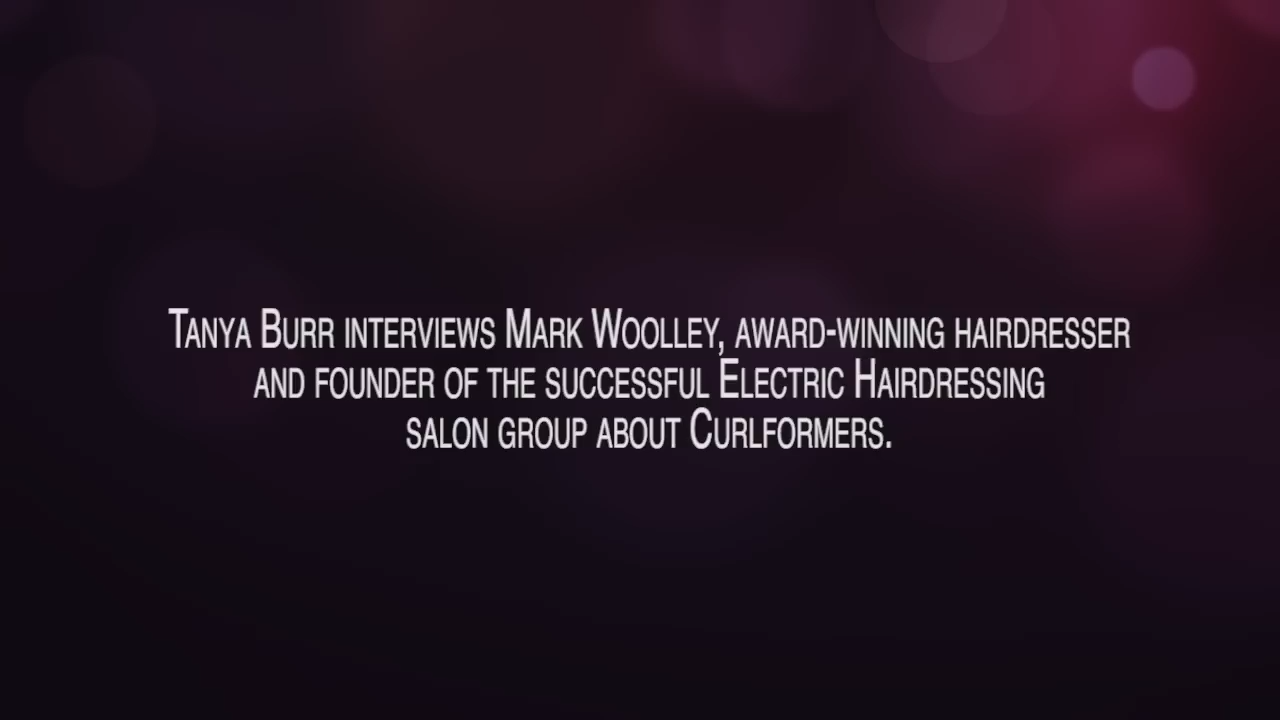 Tanya Burr interviews Mark Woolley, award-winning hairdresser
and founder of the successful Electric Hairdressing
salon group about Curlformers.